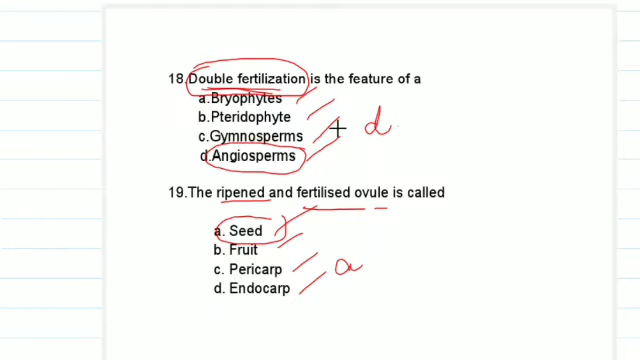 18.Double fertilization is the feature of a
a.Bryophytes
b.Pteridophyte
c.Gymnosperms
d.Angiosperms
d.
19.The ripened and fertilised ovule is called
a. Seed
b. Fruit
c. Pericarp
d. Endocarp
a